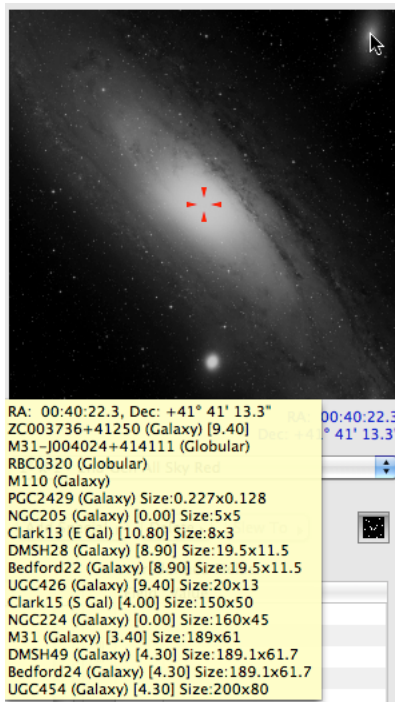 RA: 00:40:22.3, Dec: +41° 41' 13.3"
ZC003736+41250 (Galaxy) [9.40]
M31-J004024+414111 (Globular)
RBC0320 (Globular)
M110 (Galaxy)
PGC2429 (Galaxy) Size:0.227x0.128
NGC205 (Galaxy) [0.00] Size:5x5
Clark13 (E Gal) [10.80] Size:8x3
DMSH28 (Galaxy) [8.90] Size:19.5x11.5
Bedford22 (Galaxy) [8.90] Size:19.5x11.5
UGC426 (Galaxy) [9.40] Size:20x13
Clark15 (S Gal) [4.00] Size:150x50
NGC224 (Galaxy) [0.00] Size:160x45
M31 (Galaxy) [3.40] Size:189x61
DMSH49 (Galaxy) [4.30] Size:189.1x61.7
Bedford24 (Galaxy) [4.30] Size:189.1x61.7
UGC454 (Galaxy) [4.30] Size:200x80
RA: 00:40:22.3
Dec: +41° 41' 13.3"
All Sky Red